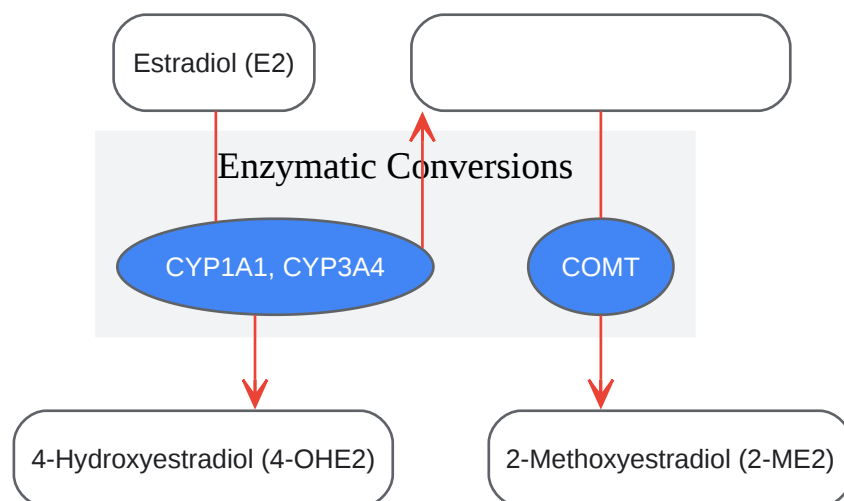 Estradiol (E2)
Enzymatic Conversions
CYP1A1, CYP3A4
COMT
4-Hydroxyestradiol (4-OHE2)
2-Methoxyestradiol (2-ME2)